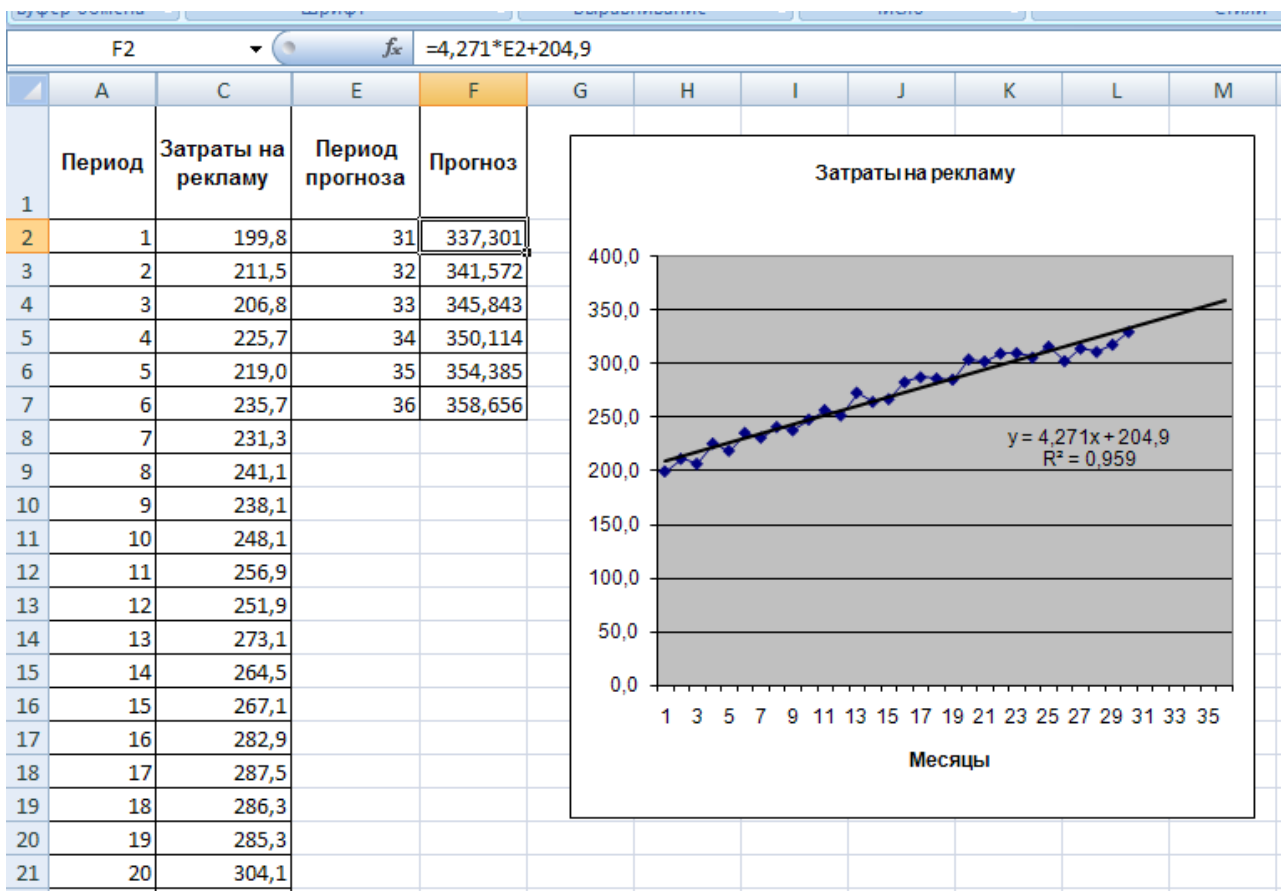 F2 fx =4,271*E2+204,9
A C E F G H I J K L M
1 Период Затраты на рекламу Период прогноза Прогноз
2 1 199,8 31 337,301
3 2 211,5 32 341,572
4 3 206,8 33 345,843
5 4 225,7 34 350,114
6 5 219,0 35 354,385
7 6 235,7 36 358,656
8 7 231,3
9 8 241,1
10 9 238,1
11 10 248,1
12 11 256,9
13 12 251,9
14 13 273,1
15 14 264,5
16 15 267,1
17 16 282,9
18 17 287,5
19 18 286,3
20 19 285,3
21 20 304,1
Затраты на рекламу
400,0
350,0
300,0
250,0
200,0
150,0
100,0
50,0
0,0
y = 4,271x + 204,9
R² = 0,959
1 3 5 7 9 11 13 15 17 19 21 23 25 27 29 31 33 35
Месяцы